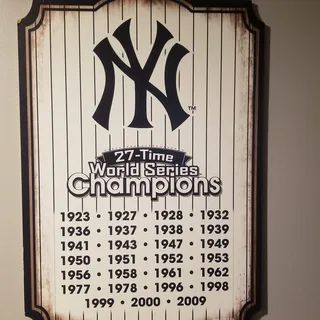 NY
TM
27-Time
World Series
Champions
1923 • 1927 • 1928 • 1932
1936 • 1937 • 1938 • 1939
1941 • 1943 • 1947 • 1949
1950 • 1951 • 1952 • 1953
1956 • 1958 • 1961 • 1962
1977 • 1978 • 1996 • 1998
1999 • 2000 • 2009